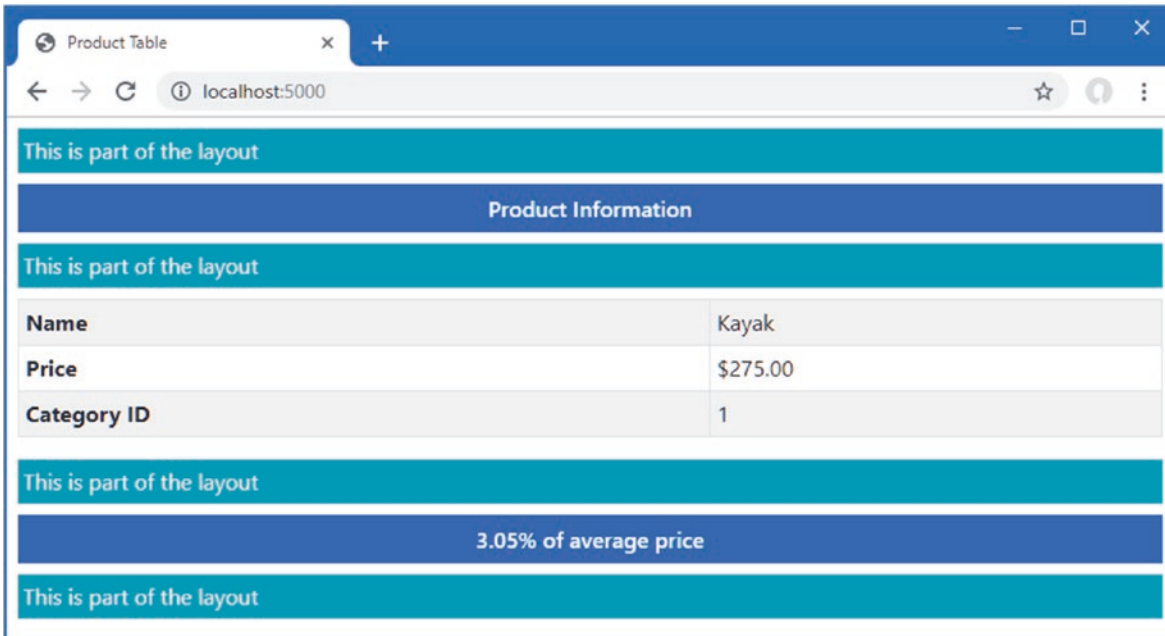 Product Table
localhost:5000
This is part of the layout
Product Information
This is part of the layout
Name Kayak
Price $275.00
Category ID 1
This is part of the layout
3.05% of average price
This is part of the layout